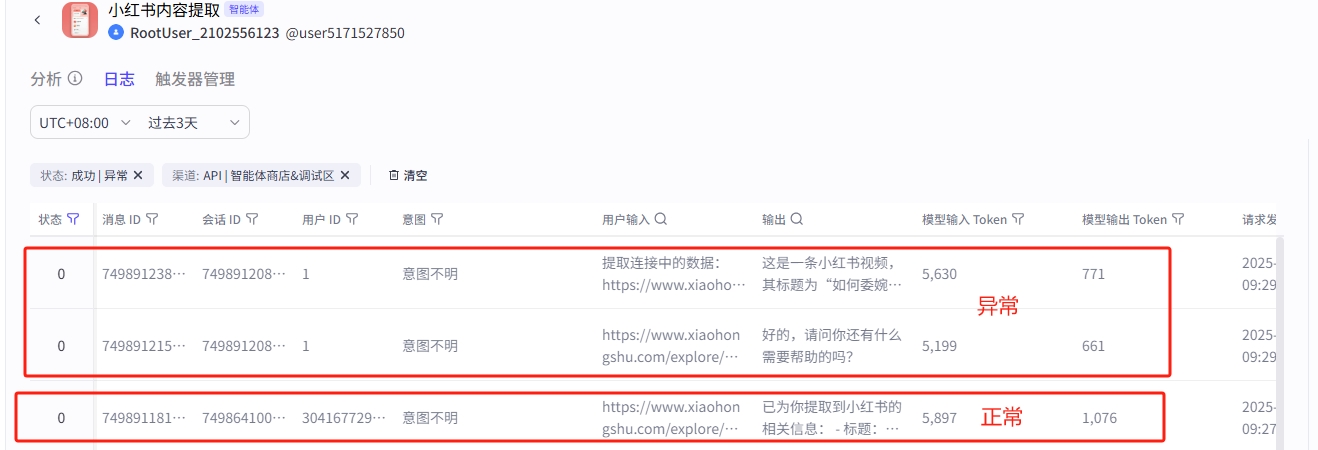 小红书内容提取 智能体
RootUser_2102556123 @user5171527850
分析 日志 触发器管理
UTC+08:00 过去3天
状态: 成功 | 异常 渠道: API | 智能体商店&调试区 清空
状态 消息 ID 会话 ID 用户 ID 意图 用户输入 输出 模型输入 Token 模型输出 Token 请求发
0 749891238··· 749891208··· 1 意图不明 提取连接中的数据： 这是一条小红书视频， 5,630 771 2025-
https://www.xiaoho··· 其标题为“如何委婉··· 09:29
异常
0 749891215··· 749891208··· 1 意图不明 https://www.xiaohon 好的，请问你还有什么 5,199 661 2025-
gshu.com/explore/··· 需要帮助的吗？ 09:29
0 749891181··· 749864100··· 304167729··· 意图不明 https://www.xiaohon 已为你提取到小红书的 5,897 正常 1,076 2025-
gshu.com/explore/··· 相关信息： - 标题：··· 09:27